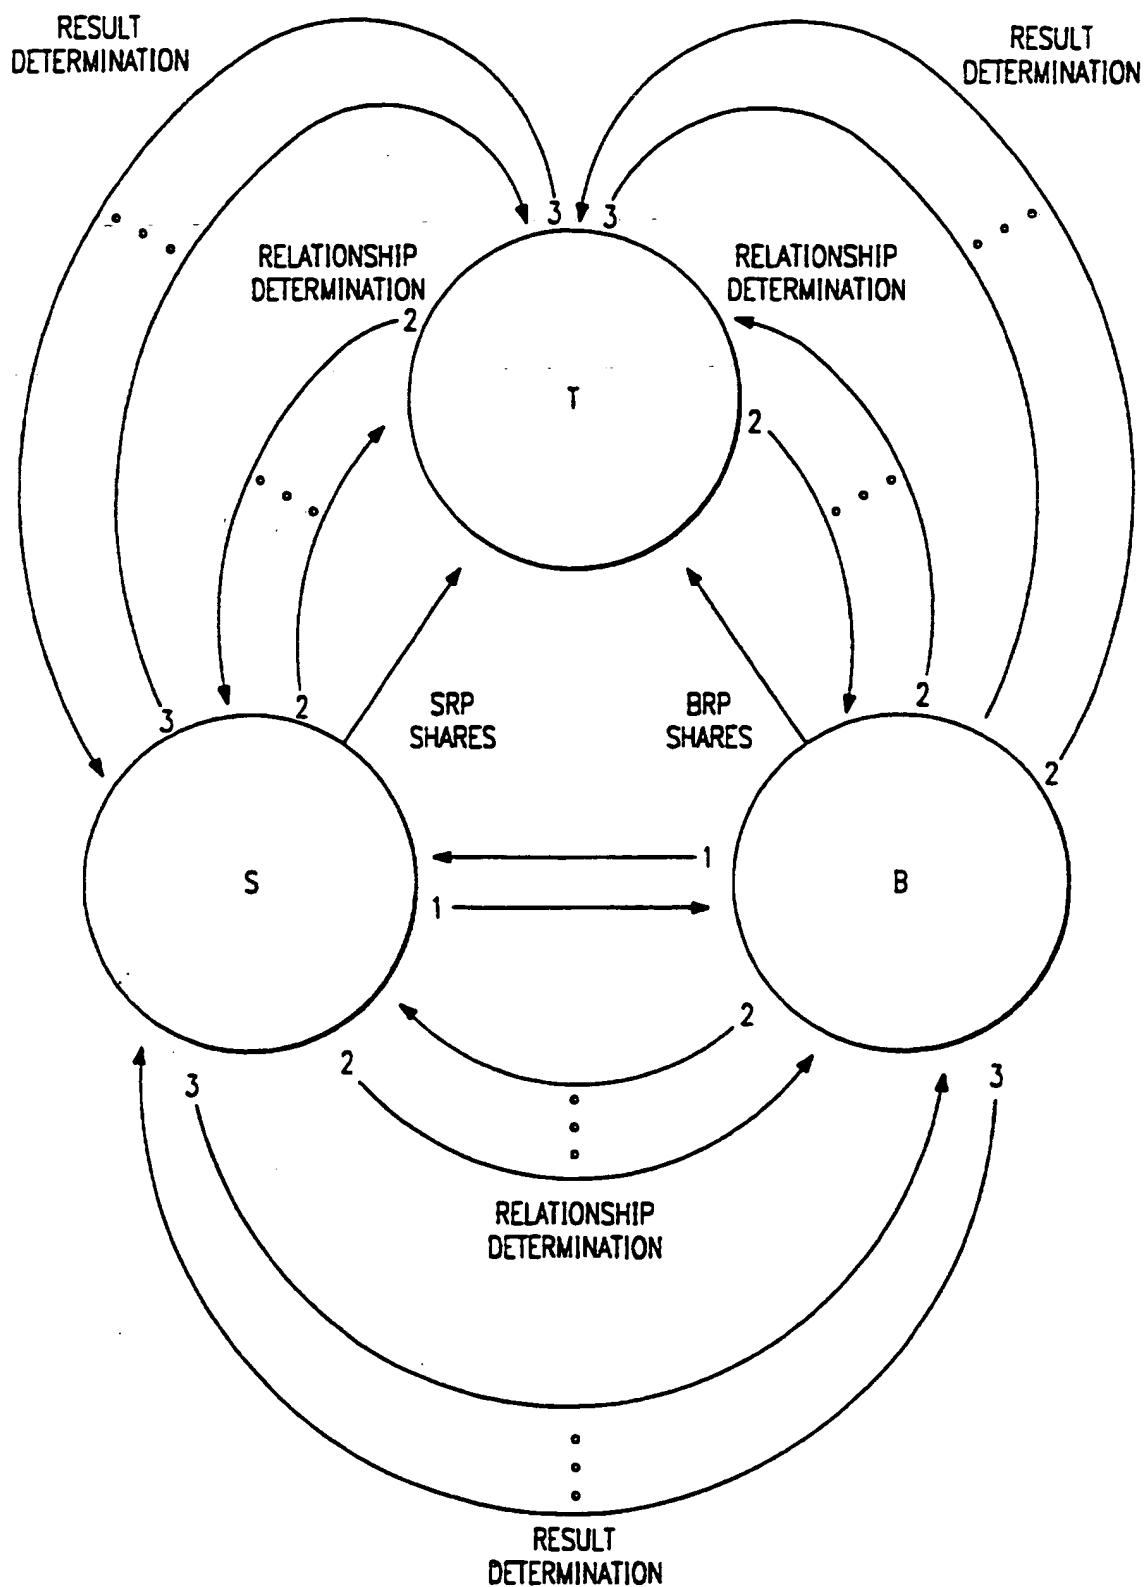 RESULT
DETERMINATION
RESULT
DETERMINATION
3
3
RELATIONSHIP
DETERMINATION
RELATIONSHIP
DETERMINATION
2
T
2
2
2
3
SRP
SHARES
BRP
SHARES
2
1
S
B
1
2
2
3
3
RELATIONSHIP
DETERMINATION
RESULT
DETERMINATION